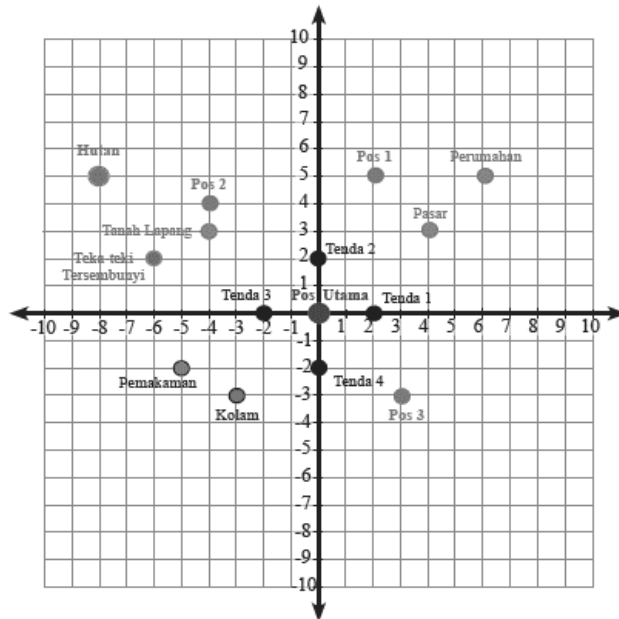 10
9
8
7
6
Hutan
Pos 1
Perumahan
5
Pos 2
4
Pasar
Tanah Lapang
3
Tenda 2
Teka-teki
2
Tersembunyi
1
Tenda 3
Pos Utama
Tenda 1
-10 -9 -8 -7 -6 -5 -4 -3 -2 -1 1 2 3 4 5 6 7 8 9 10
-1
-2
Pemakaman
Tenda 4
-3
Kolam
Pos 3
-4
-5
-6
-7
-8
-9
-10